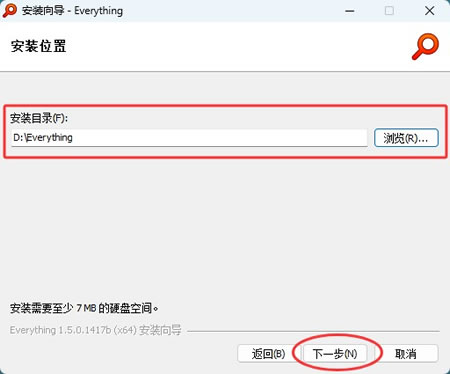 安装向导 - Everything
安装位置
安装目录(F):
D:\Everything
浏览(R)...
安装需要至少 7 MB 的硬盘空间。
Everything 1.5.0.1417b (x64) 安装向导
返回(B)
下一步(N)
取消